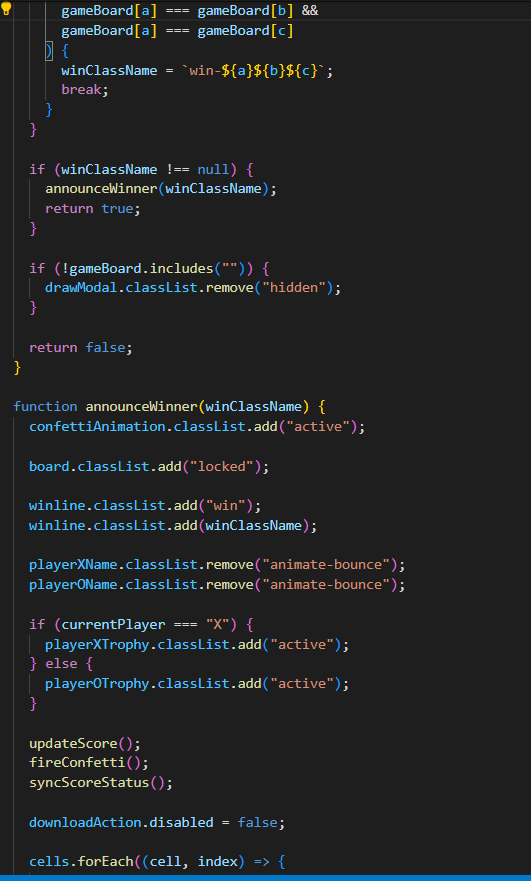 gameBoard[a] === gameBoard[b] &&
gameBoard[a] === gameBoard[c]
) {
winClassName = `win-${a}${b}${c}`;
break;
}
}
if (winClassName !== null) {
announceWinner(winClassName);
return true;
}
if (!gameBoard.includes("")) {
drawModal.classList.remove("hidden");
}
return false;
}
function announceWinner(winClassName) {
confettiAnimation.classList.add("active");
board.classList.add("locked");
winline.classList.add("win");
winline.classList.add(winClassName);
playerXName.classList.remove("animate-bounce");
playerOName.classList.remove("animate-bounce");
if (currentPlayer === "X") {
playerXTrophy.classList.add("active");
} else {
playerOTrophy.classList.add("active");
}
updateScore();
fireConfetti();
syncScoreStatus();
downloadAction.disabled = false;
cells.forEach((cell, index) => {